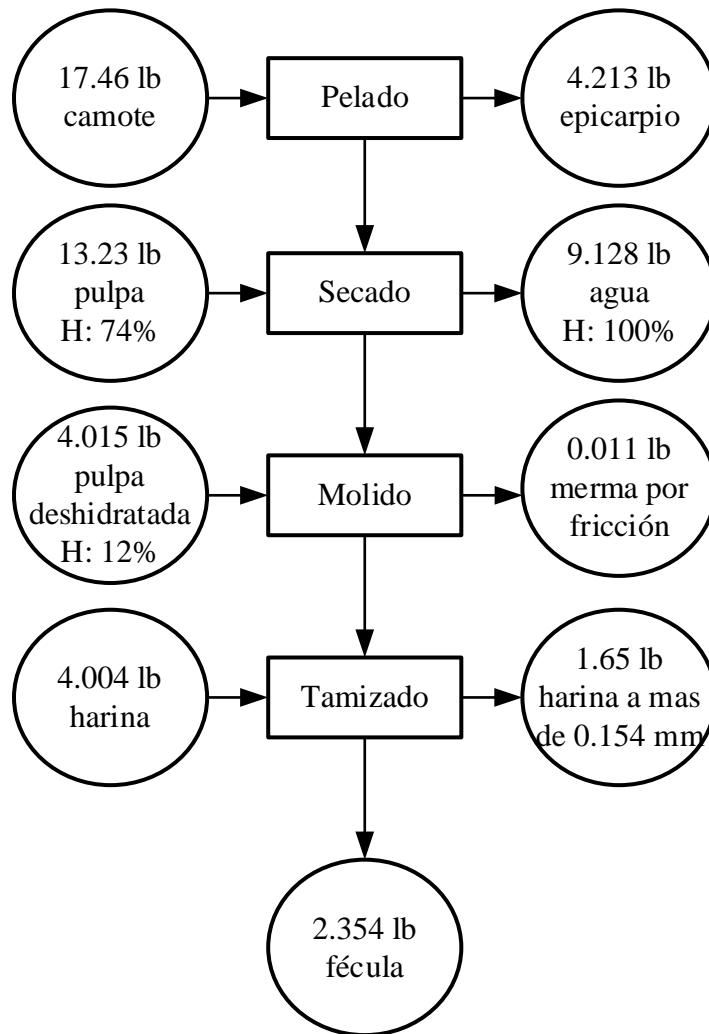 17.46 lb
camote
Pelado
4.213 lb
epicarpio
13.23 lb
pulpa
H: 74%
Secado
9.128 lb
agua
H: 100%
4.015 lb
pulpa
deshidratada
H: 12%
Molido
0.011 lb
merma por
fricción
4.004 lb
harina
Tamizado
1.65 lb
harina a mas
de 0.154 mm
2.354 lb
fécula